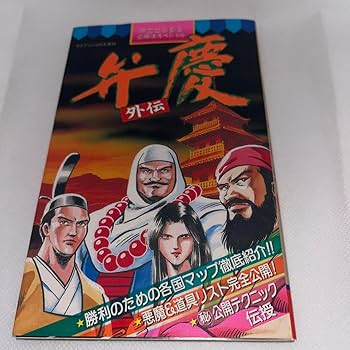 弁慶
外伝
★勝利のための各国マップ徹底紹介!!
★悪魔&道具リスト完全公開!
★㊙公開テクニック
伝授